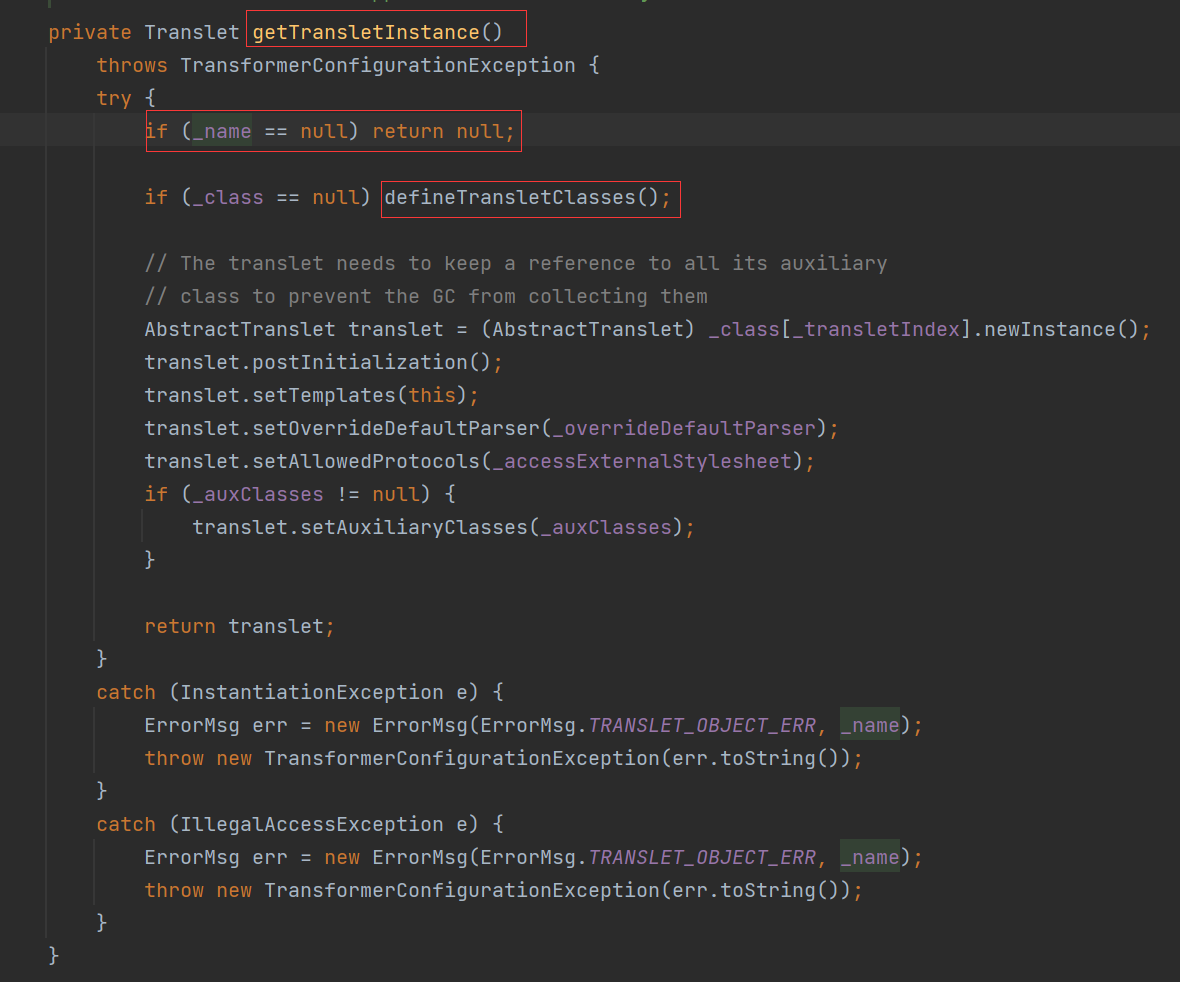 private Translet getTransletInstance()
    throws TransformerConfigurationException {
    try {
        if (_name == null) return null;

        if (_class == null) defineTransletClasses();

        // The translet needs to keep a reference to all its auxiliary
        // class to prevent the GC from collecting them
        AbstractTranslet translet = (AbstractTranslet) _class[_transletIndex].newInstance();
        translet.postInitialization();
        translet.setTemplates(this);
        translet.setOverrideDefaultParser(_overrideDefaultParser);
        translet.setAllowedProtocols(_accessExternalStylesheet);
        if (_auxClasses != null) {
            translet.setAuxiliaryClasses(_auxClasses);
        }

        return translet;
    }
    catch (InstantiationException e) {
        ErrorMsg err = new ErrorMsg(ErrorMsg.TRANSLET_OBJECT_ERR, _name);
        throw new TransformerConfigurationException(err.toString());
    }
    catch (IllegalAccessException e) {
        ErrorMsg err = new ErrorMsg(ErrorMsg.TRANSLET_OBJECT_ERR, _name);
        throw new TransformerConfigurationException(err.toString());
    }
}